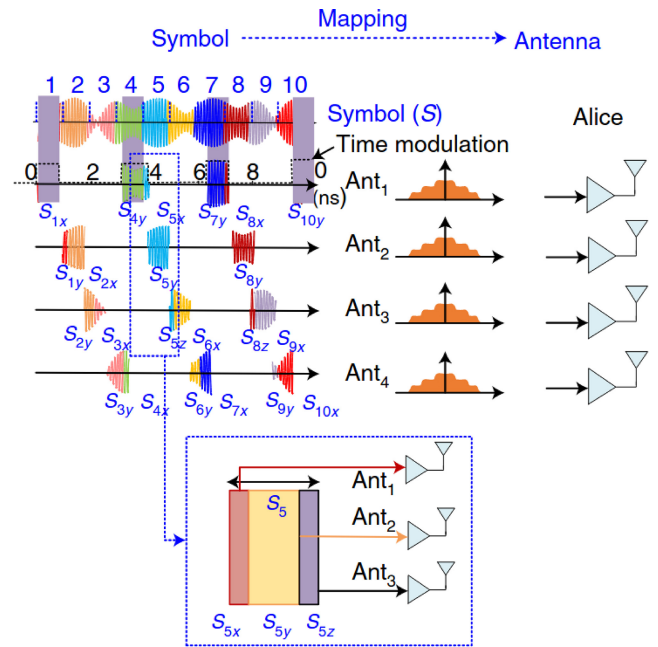 Mapping
Symbol Antenna
1 2 3 4 5 6 7 8 9 10
Symbol (S) Alice
Time modulation
0 2 4 6 8 0
(ns)
Ant1
S1x S4y S5x S7y S8x S10y
Ant2
S1y S2x S5y S8y
Ant3
S2y S3x S5z S6x S8z S9x
Ant4
S3y S4x S6y S7x S9y S10x
Ant1
S5
Ant2
Ant3
S5x S5y S5z